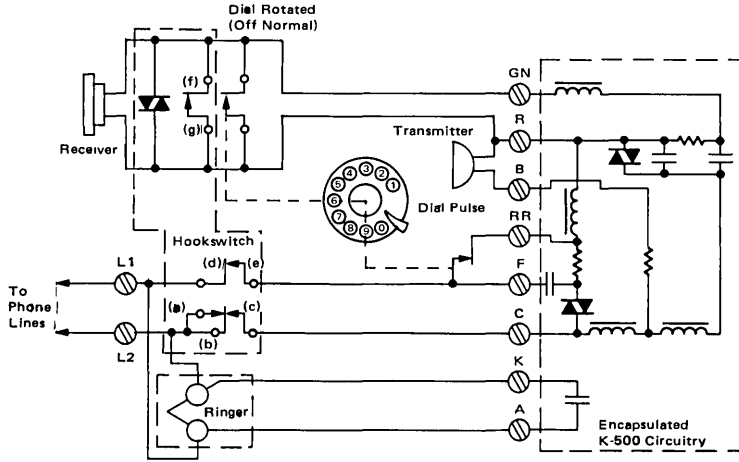 Dial Rotated
(Off Normal)
GN
(f)
R
Transmitter
(g)
Receiver
B
3
4
2
5
1
6
7
8
9
0
Dial Pulse
RR
Hookswitch
L1
(d)
(e)
F
To
Phone
Lines
(a)
(c)
C
(b)
L2
K
Ringer
A
Encapsulated
K-500 Circuitry